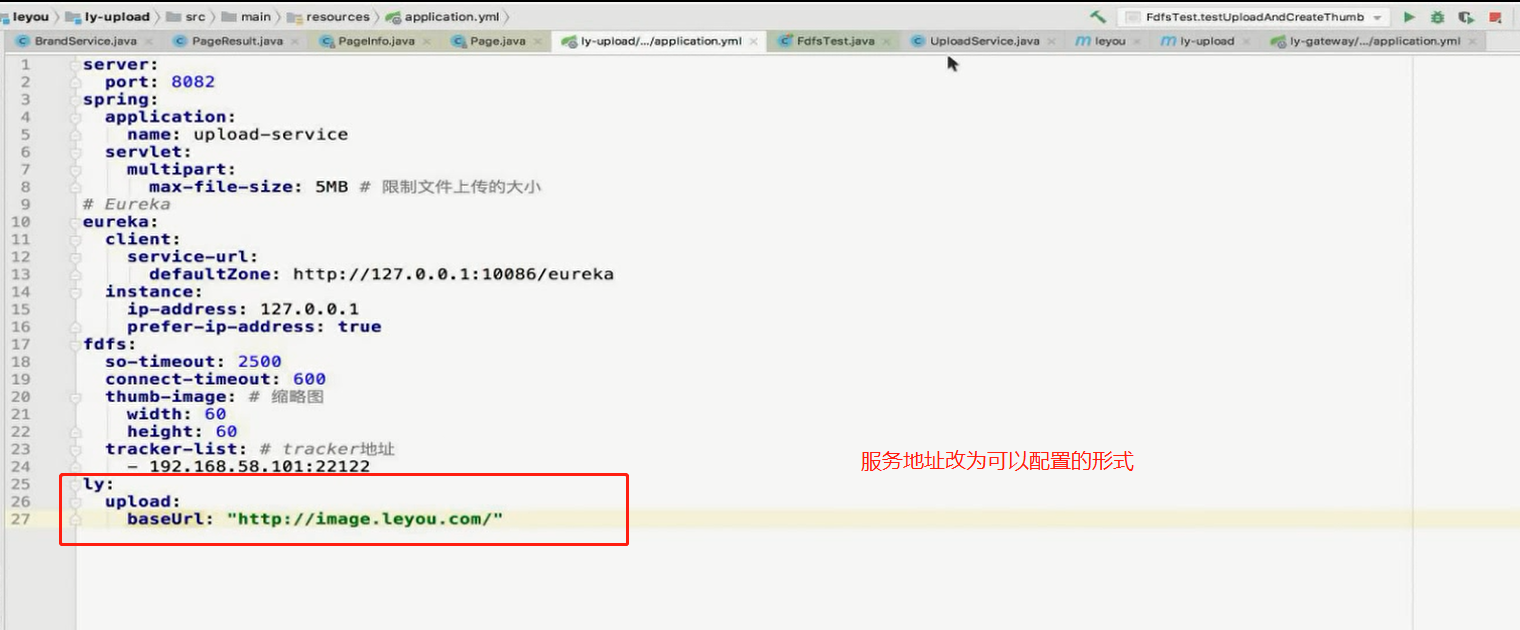 leyou ly-upload src main resources application.yml FdfsTest.testUploadAndCreateThumb
BrandService.java PageResult.java PageInfo.java Page.java ly-upload/.../application.yml FdfsTest.java UploadService.java leyou ly-upload ly-gateway/.../application.yml
1 server:
2 port: 8082
3 spring:
4 application:
5 name: upload-service
6 servlet:
7 multipart:
8 max-file-size: 5MB # 限制文件上传的大小
9 # Eureka
10 eureka:
11 client:
12 service-url:
13 defaultZone: http://127.0.0.1:10086/eureka
14 instance:
15 ip-address: 127.0.0.1
16 prefer-ip-address: true
17 fdfs:
18 so-timeout: 2500
19 connect-timeout: 600
20 thumb-image: # 缩略图
21 width: 60
22 height: 60
23 tracker-list: # tracker地址
24 - 192.168.58.101:22122
服务地址改为可以配置的形式
25 ly:
26 upload:
27 baseUrl: "http://image.leyou.com/"